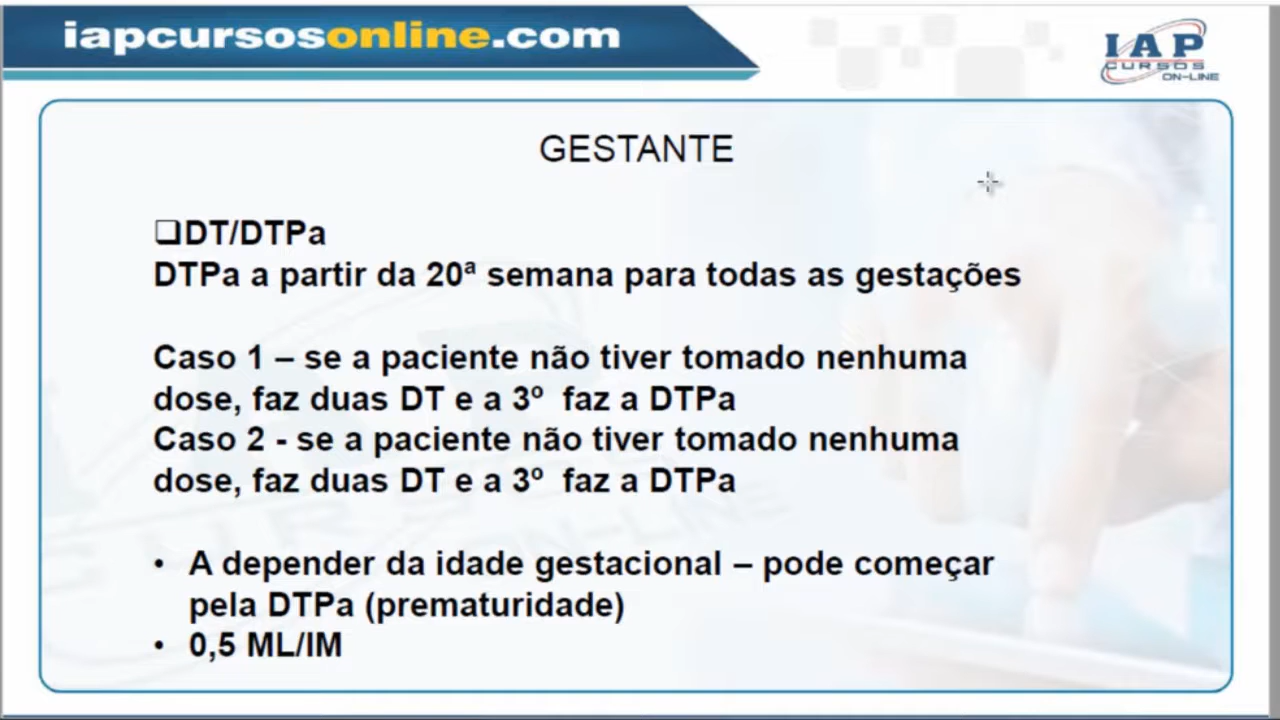 iapcursosonline.com
IAP
CURSOS
ON-LINE
GESTANTE
❑DT/DTPa
DTPa a partir da 20ª semana para todas as gestações
Caso 1 – se a paciente não tiver tomado nenhuma
dose, faz duas DT e a 3º faz a DTPa
Caso 2 - se a paciente não tiver tomado nenhuma
dose, faz duas DT e a 3º faz a DTPa
• A depender da idade gestacional – pode começar
pela DTPa (prematuridade)
• 0,5 ML/IM